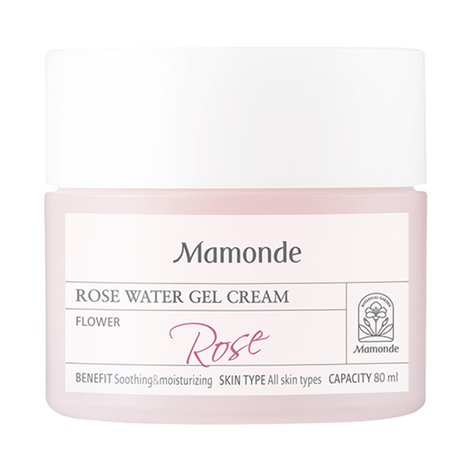 Mamonde
ROSE WATER GEL CREAM
FLOWER
Rose
Mamonde
BENEFIT Soothing&moisturizing SKIN TYPE All skin types CAPACITY 80 ml